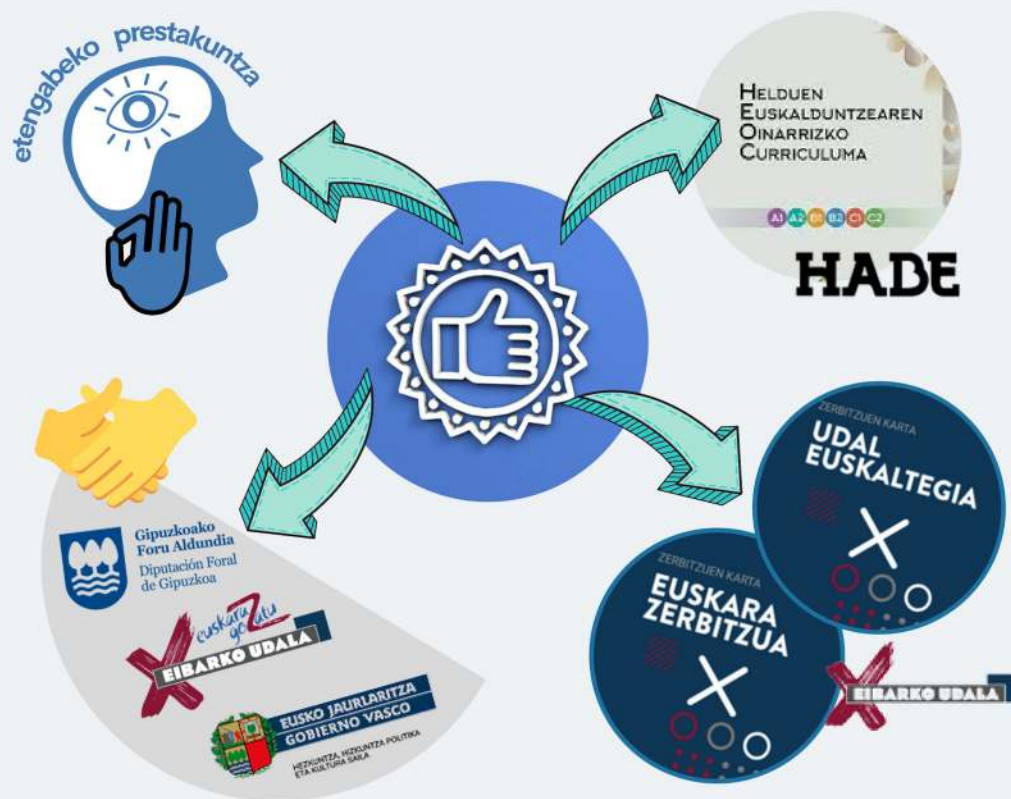 etengabeko prestakuntza
HELDUEN
EUSKALDUNTZEAREN
OINARRIZKO
CURRICULUMA
A1 A2 B1 B2 C1 C2
HABE
Gipuzkoako
Foru Aldundia
Diputación Foral
de Gipuzkoa
euskaraz
gozatu
EIBARKO UDALA
EUSKO JAURLARITZA
GOBIERNO VASCO
HEZKUNTZA, HIZKUNTZA POLITIKA
ETA KULTURA SAILA
ZERBITZUEN KARTA
UDAL
EUSKALTEGIA
ZERBITZUEN KARTA
EUSKARA
ZERBITZUA
EIBARKO UDALA